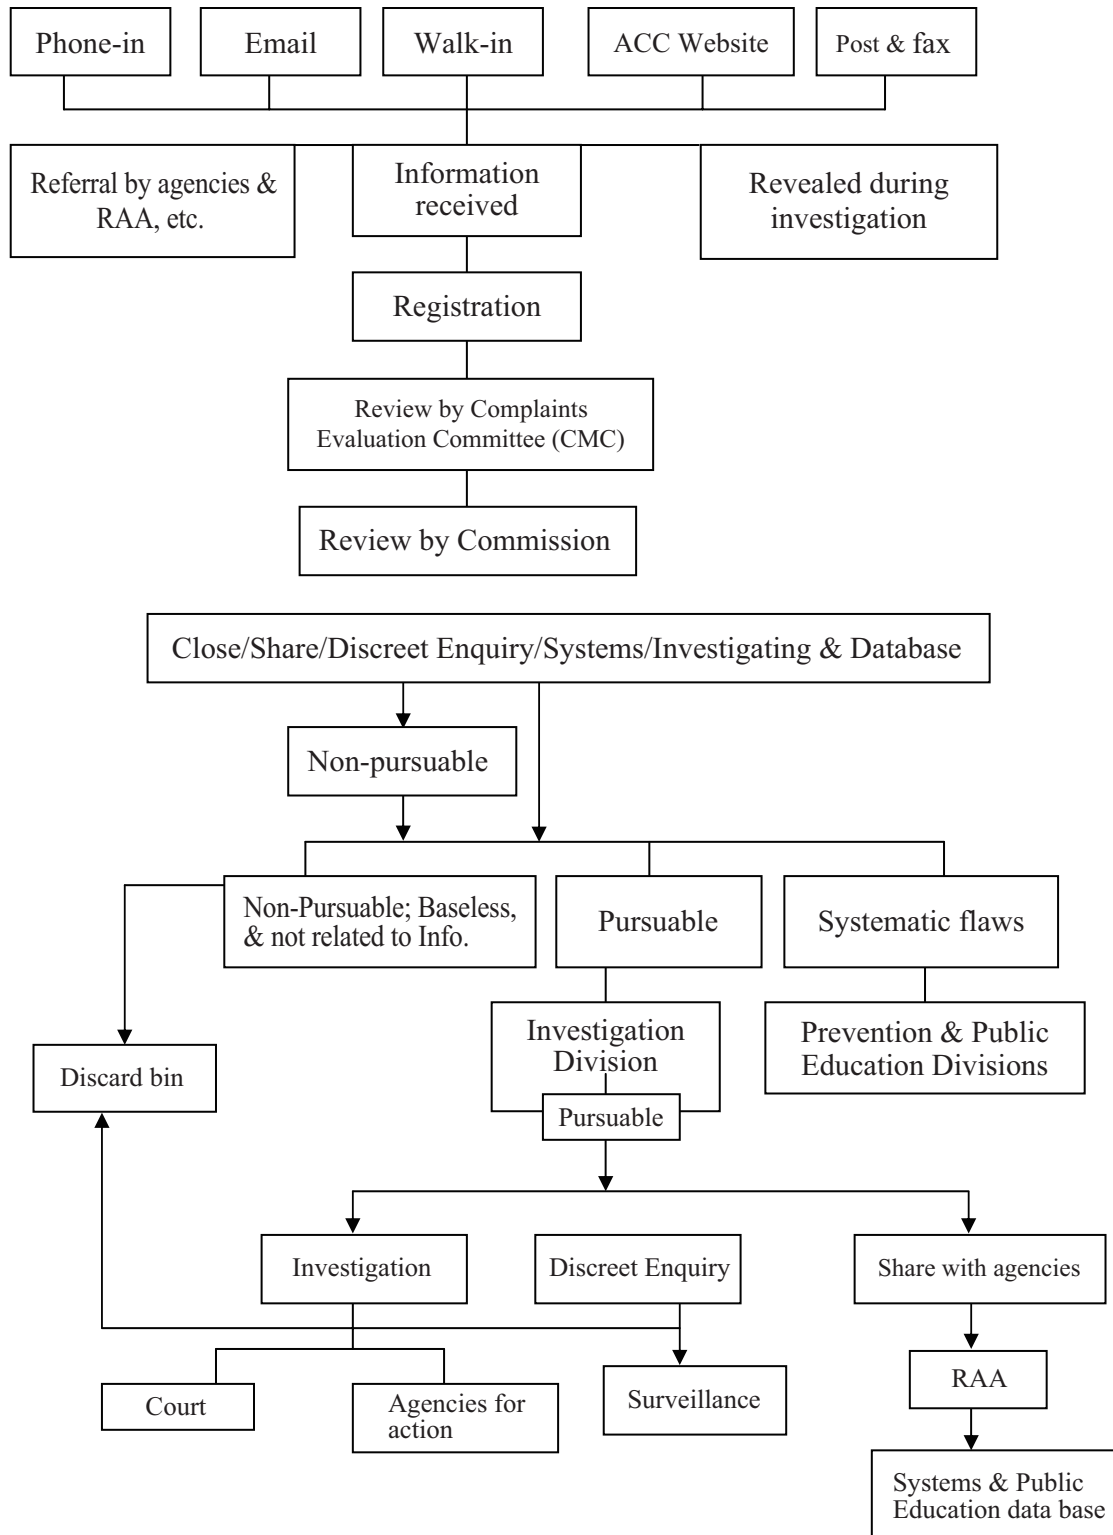 Phone-in
Email
Walk-in
ACC Website
Post & fax
Referral by agencies &
RAA, etc.
Information
received
Revealed during
investigation
Registration
Review by Complaints
Evaluation Committee (CMC)
Review by Commission
Close/Share/Discreet Enquiry/Systems/Investigating & Database
Non-pursuable
Non-Pursuable; Baseless,
& not related to Info.
Pursuable
Systematic flaws
Investigation
Division
Prevention & Public
Education Divisions
Discard bin
Pursuable
Investigation
Discreet Enquiry
Share with agencies
Court
Agencies for
action
Surveillance
RAA
Systems & Public
Education data base